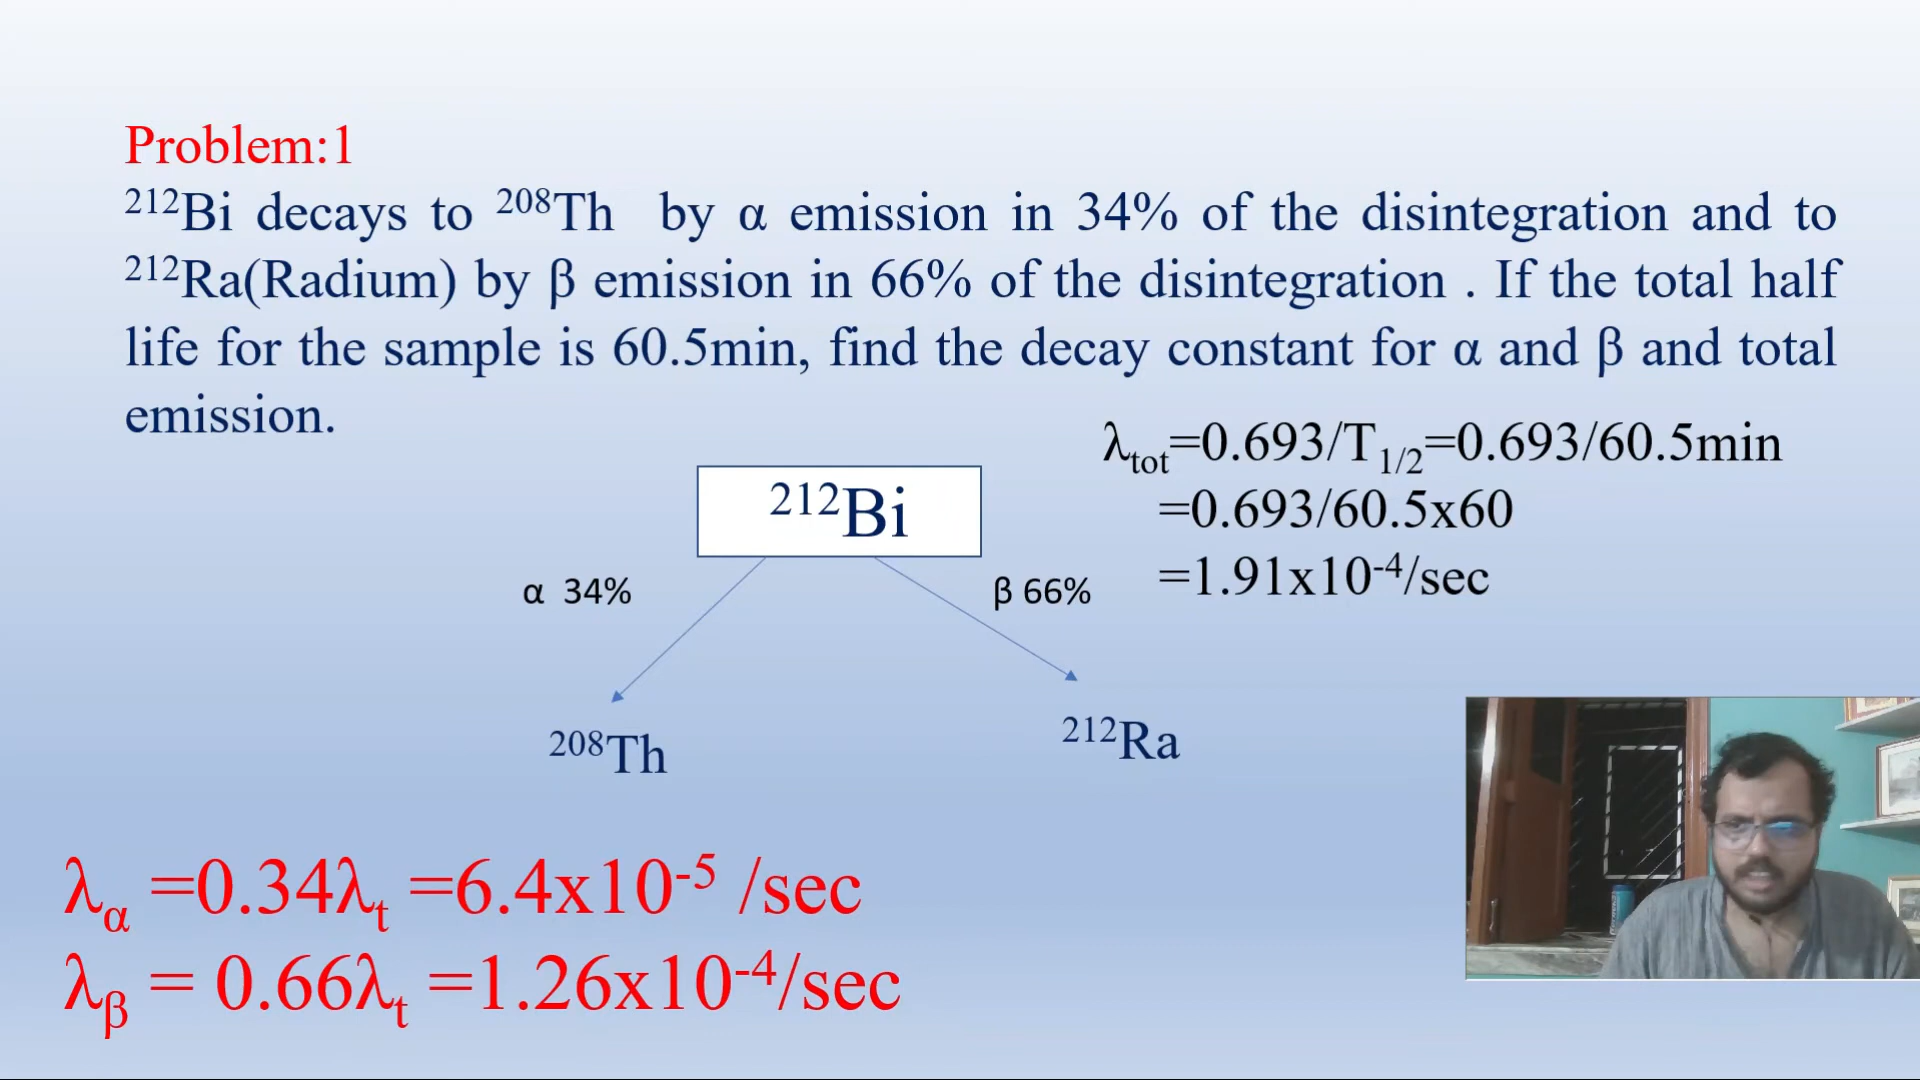 Problem:1
²¹²Bi decays to ²⁰⁸Th by α emission in 34% of the disintegration and to
²¹²Ra(Radium) by β emission in 66% of the disintegration . If the total half
life for the sample is 60.5min, find the decay constant for α and β and total
emission.
λtot=0.693/T1/2=0.693/60.5min
=0.693/60.5x60
=1.91x10⁻⁴/sec
²¹²Bi
α 34%
β 66%
²⁰⁸Th
²¹²Ra
λα =0.34λt =6.4x10⁻⁵ /sec
λβ = 0.66λt =1.26x10⁻⁴/sec